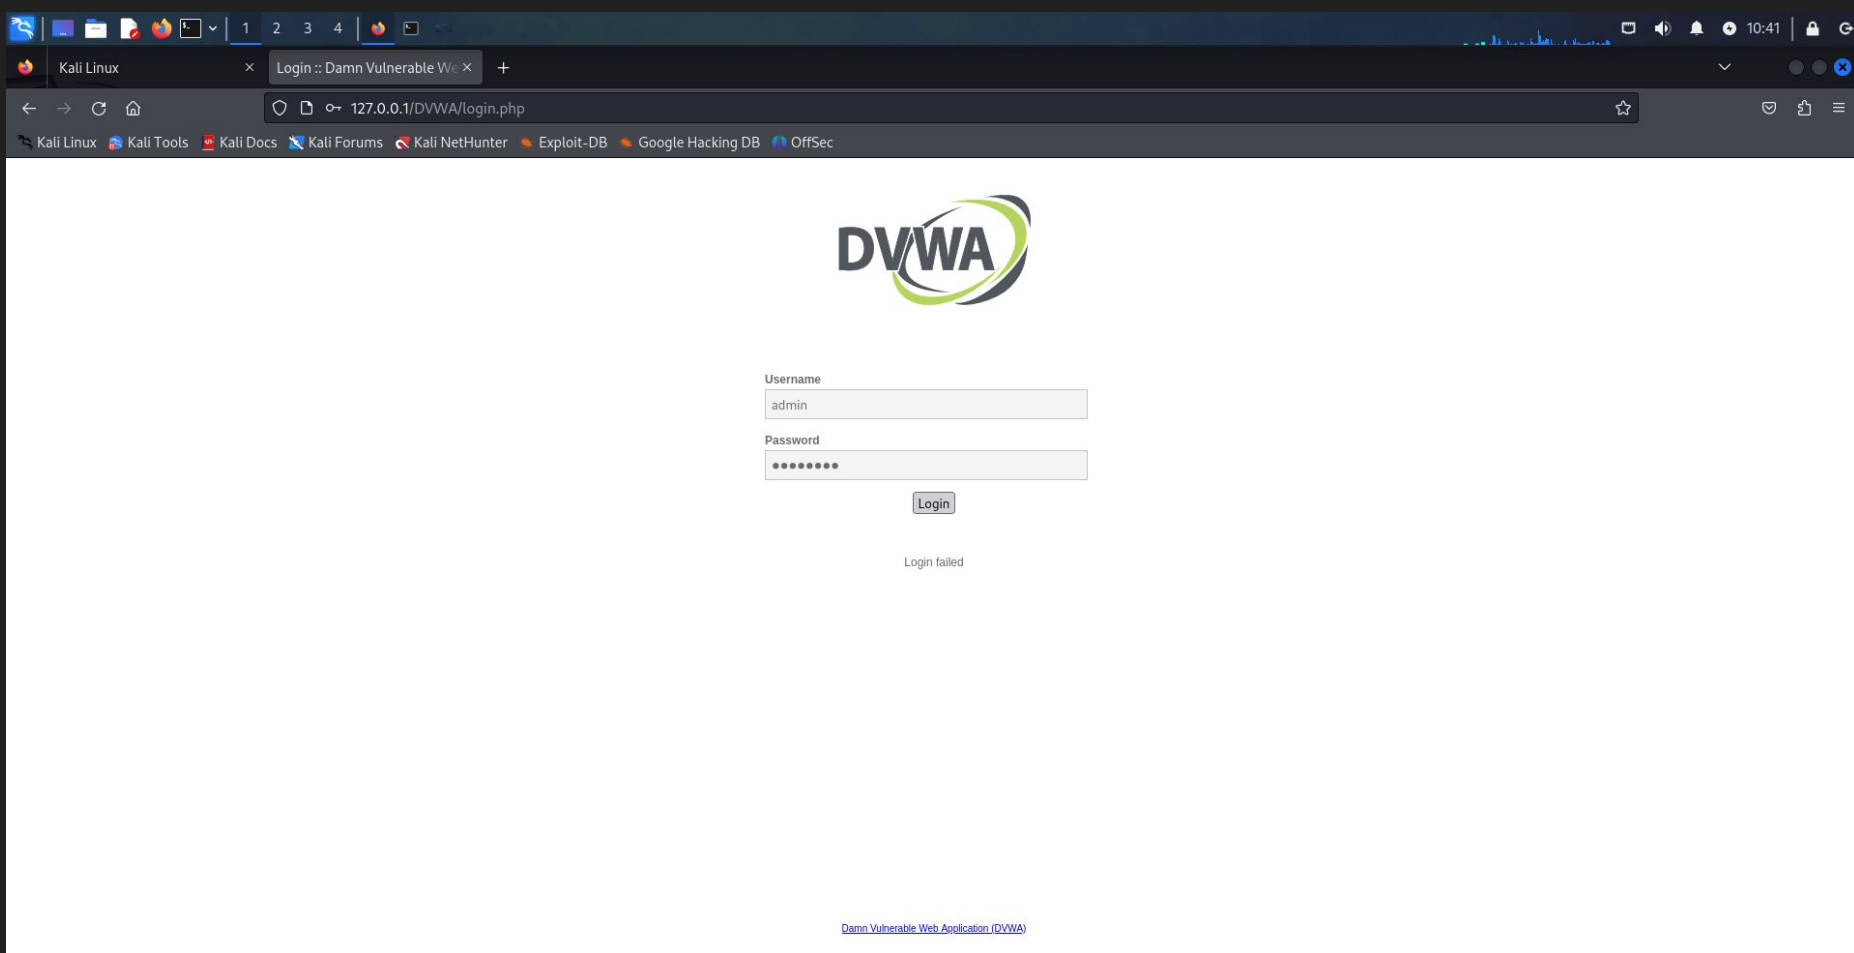 1 2 3 4 10:41
Kali Linux × Login :: Damn Vulnerable We ×
127.0.0.1/DVWA/login.php
Kali Linux Kali Tools Kali Docs Kali Forums Kali NetHunter Exploit-DB Google Hacking DB OffSec
DVWA
Username
admin
Password
••••••••
Login
Login failed
Damn Vulnerable Web Application (DVWA)